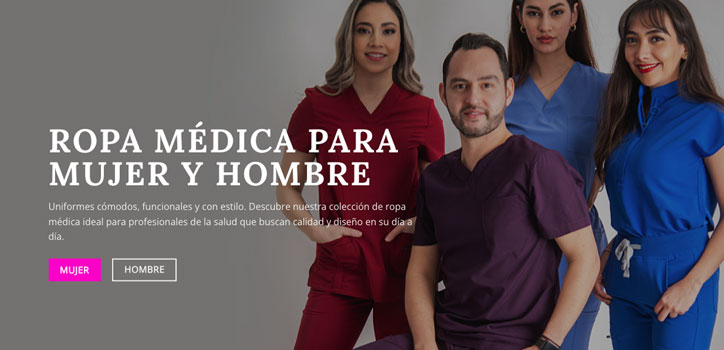 ROPA MÉDICA PARA
MUJER Y HOMBRE
Uniformes cómodos, funcionales y con estilo. Descubre nuestra colección de ropa
médica ideal para profesionales de la salud que buscan calidad y diseño en su día a
día.
MUJER
HOMBRE